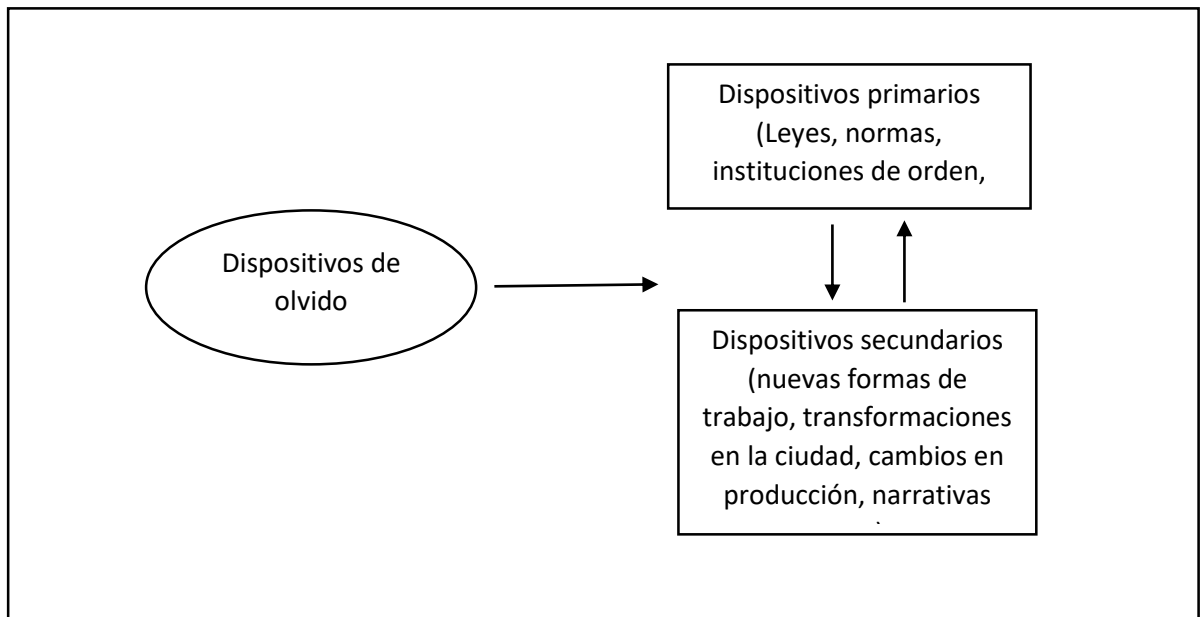 Dispositivos primarios
(Leyes, normas,
instituciones de orden,
Dispositivos de
olvido
Dispositivos secundarios
(nuevas formas de
trabajo, transformaciones
en la ciudad, cambios en
producción, narrativas